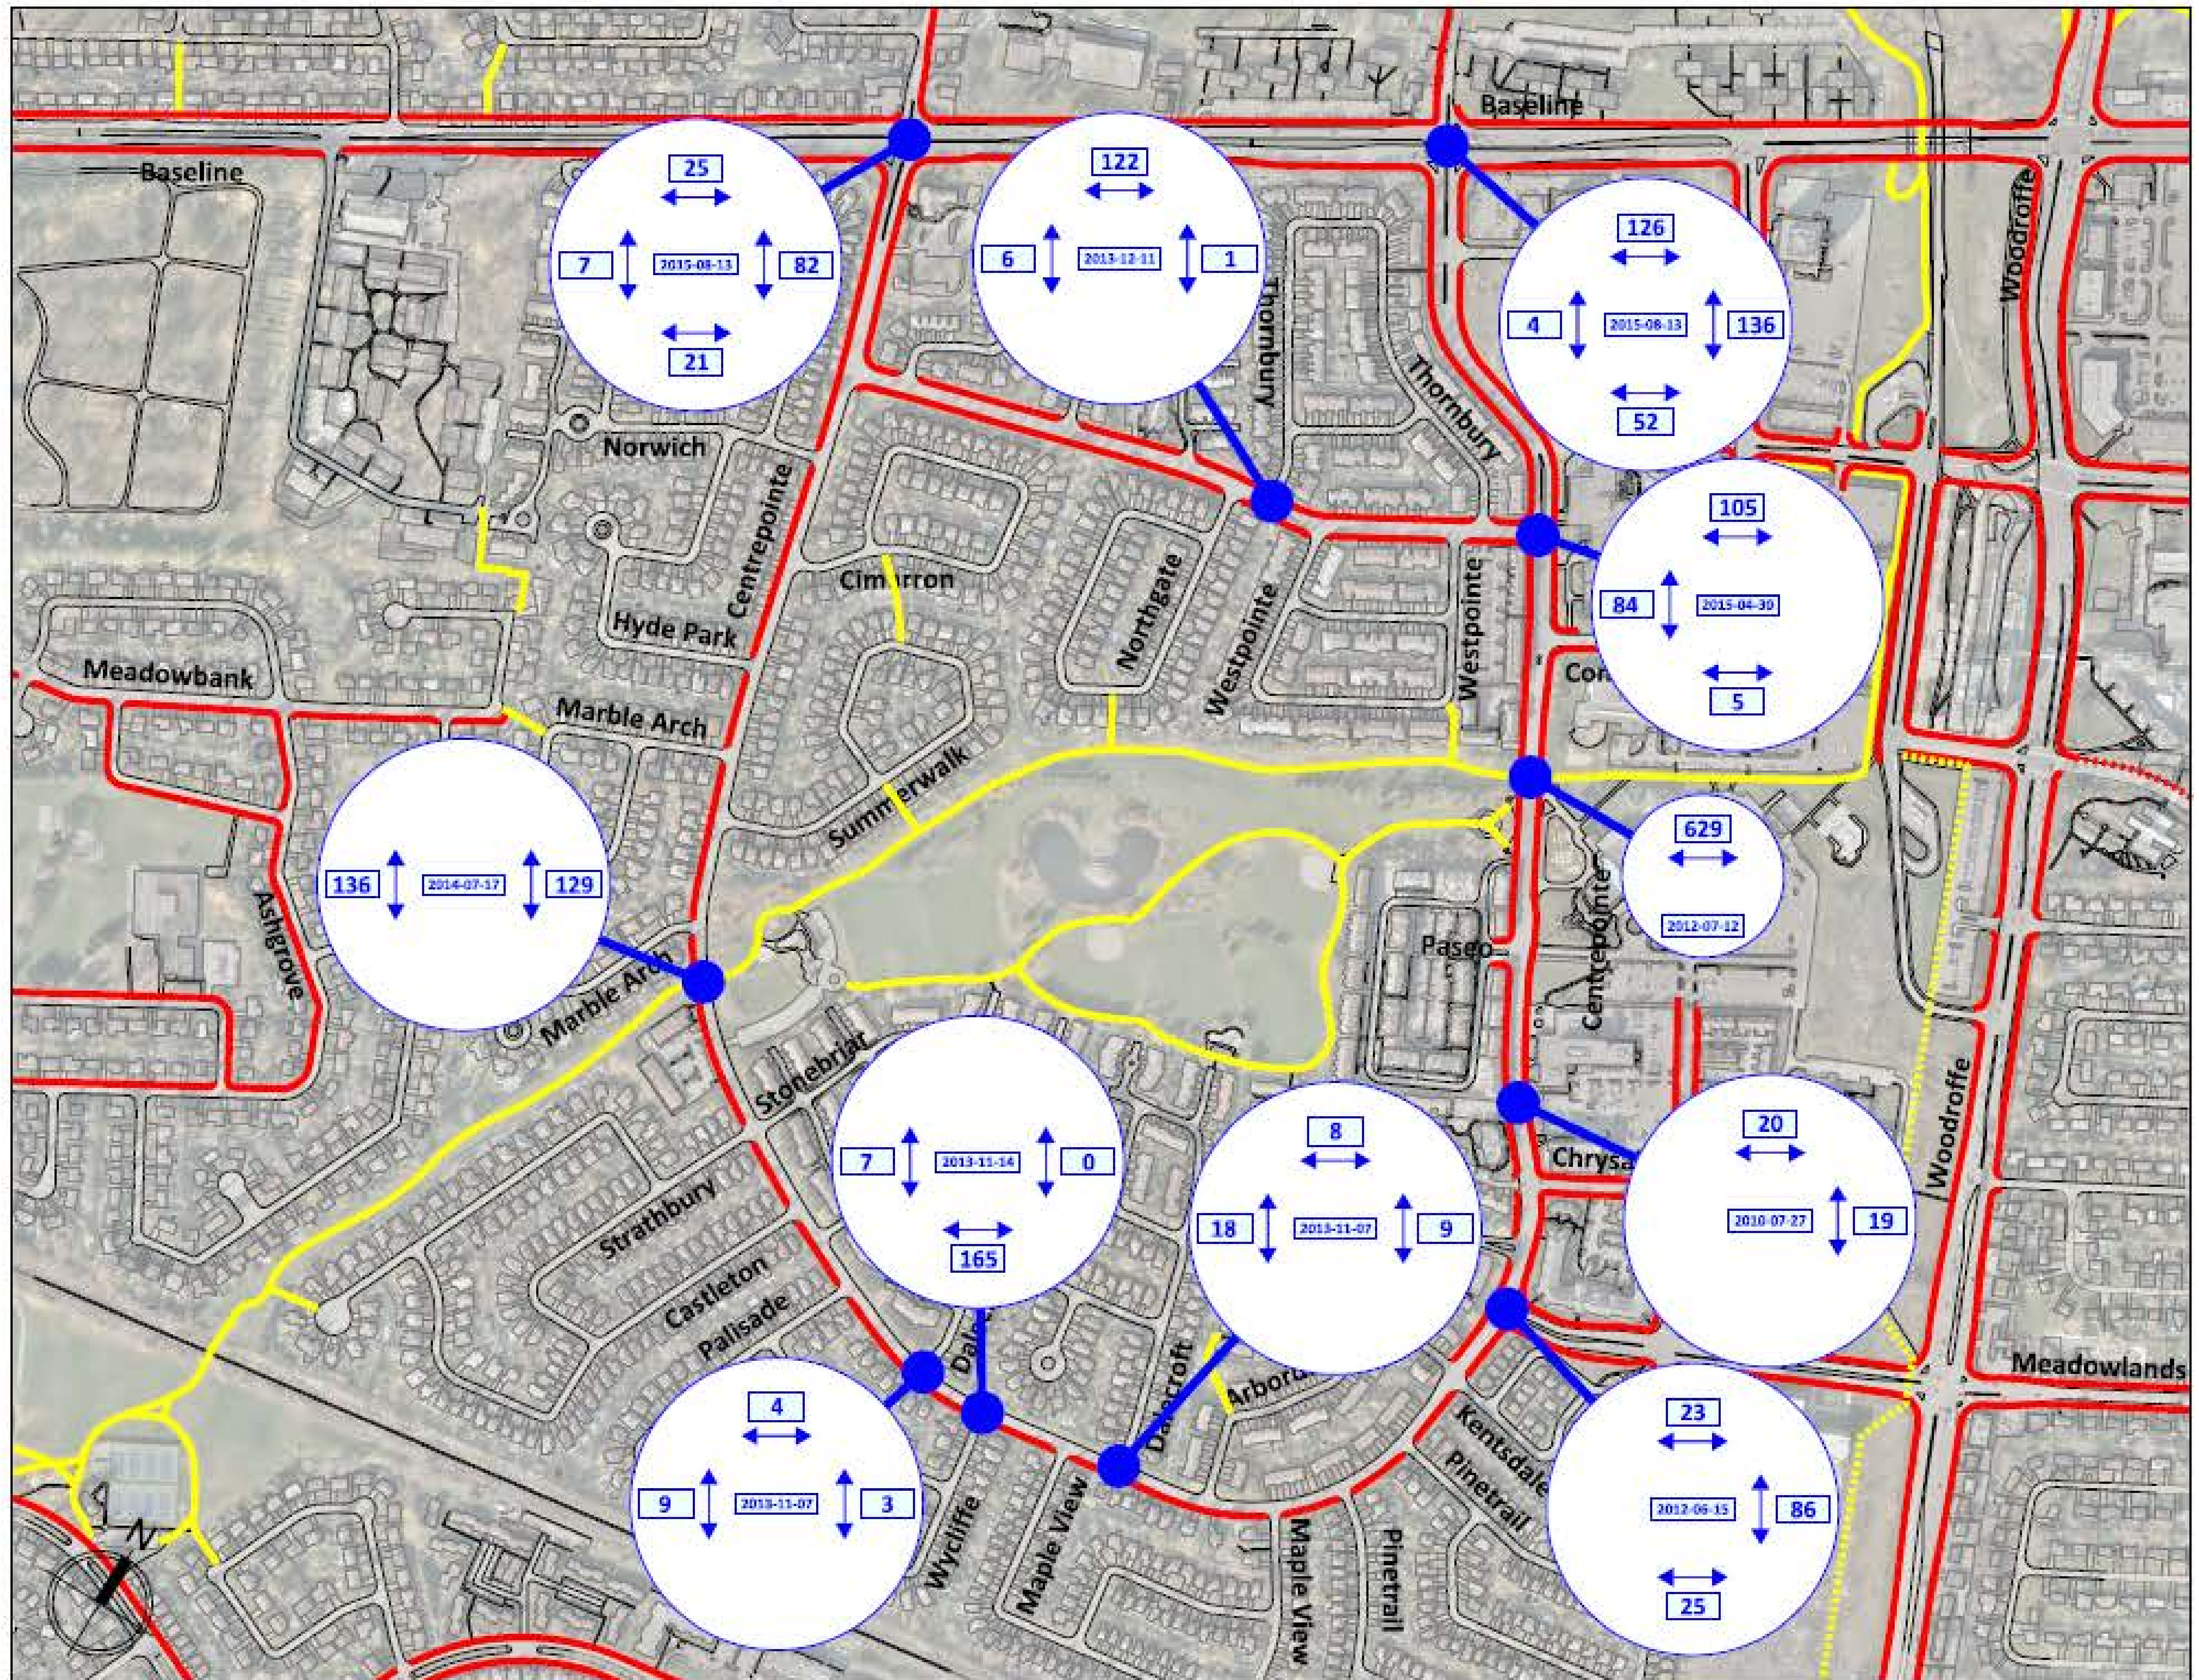 Baseline
Baseline
Woodroffe
25
7
2015-08-13
82
21
122
6
2013-12-11
1
126
4
2015-08-13
136
52
Thornbury
Thornbury
Norwich
Centrepointe
Cimarron
Hyde Park
Northgate
Westpointe
Westpointe
105
84
2015-04-30
5
Meadowbank
Marble Arch
Summerwalk
629
2012-07-12
136
2014-07-17
129
Ashgrove
Marble Arch
Paseo
Centrepointe
Stonebriar
7
2013-11-14
0
165
8
18
2013-11-07
9
20
2010-07-27
19
Woodroffe
Strathbury
Castleton
Palisade
Meadowlands
4
9
2013-11-07
3
23
2012-06-15
86
25
Kentsdale
Pinetrail
Wycliffe
Maple View
Maple View
Pinetrail
N